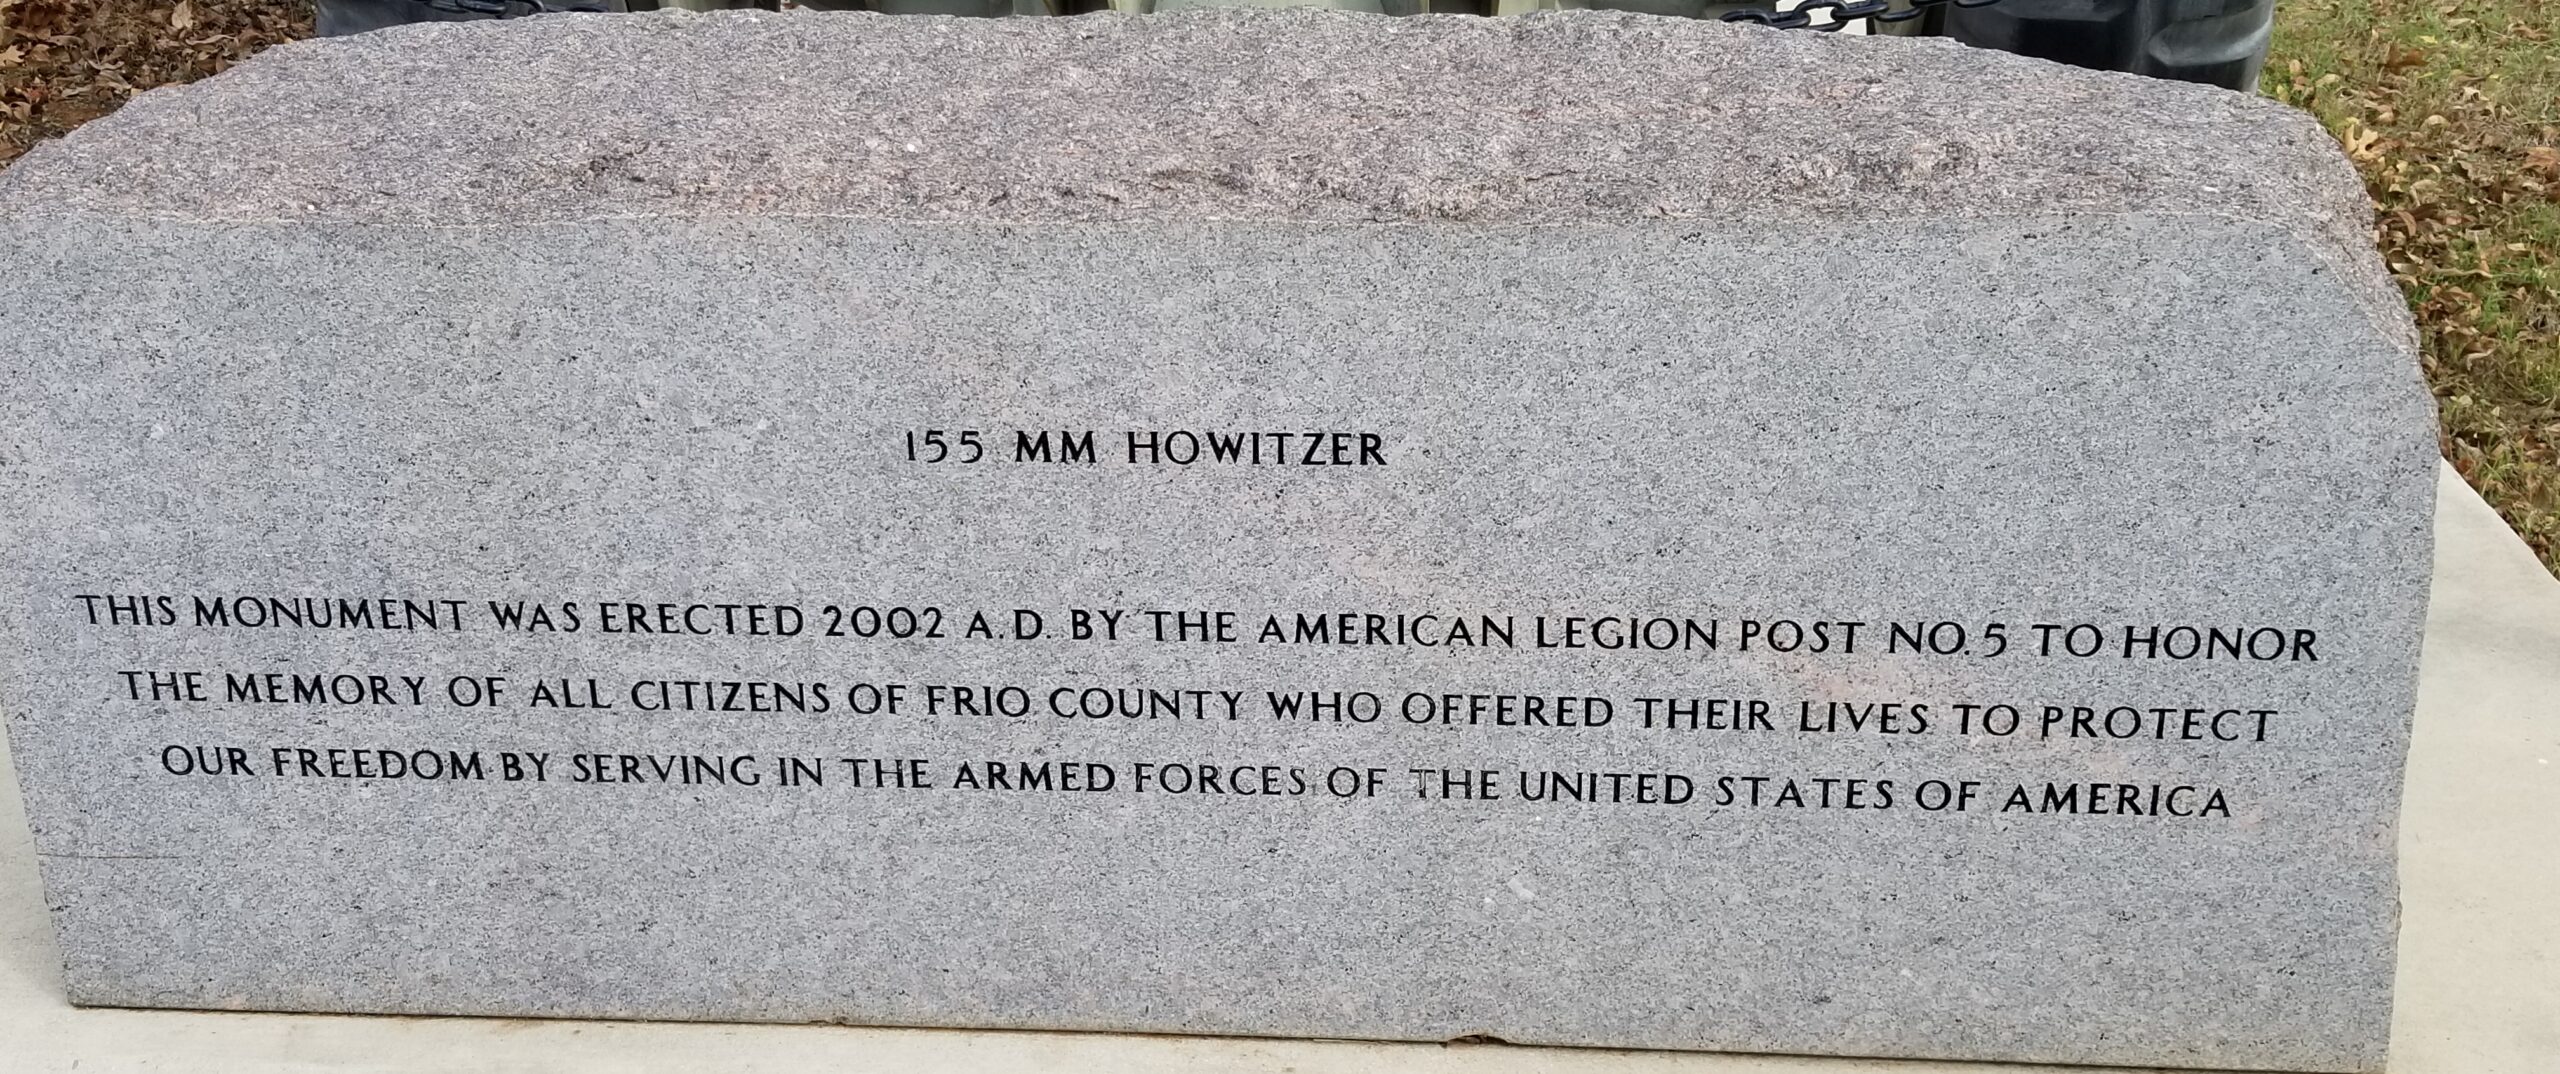 155 MM HOWITZER
THIS MONUMENT WAS ERECTED 2002 A.D. BY THE AMERICAN LEGION POST NO. 5 TO HONOR
THE MEMORY OF ALL CITIZENS OF FRIO COUNTY WHO OFFERED THEIR LIVES TO PROTECT
OUR FREEDOM BY SERVING IN THE ARMED FORCES OF THE UNITED STATES OF AMERICA